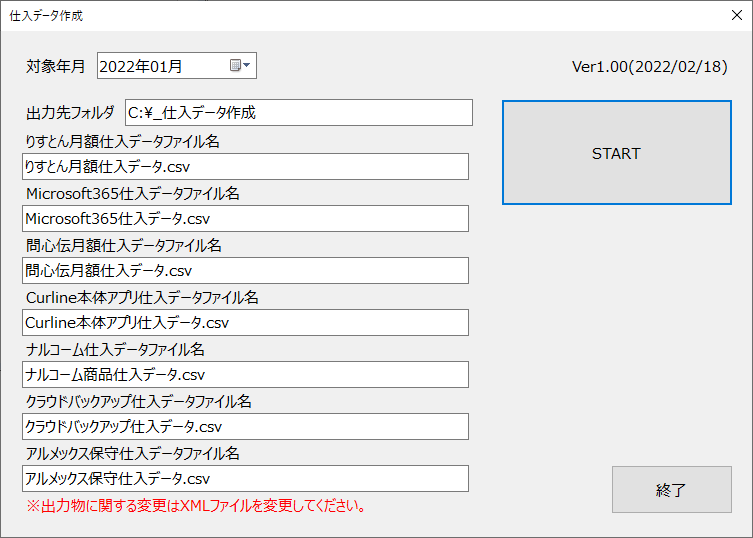 仕入データ作成
対象年月 2022年01月 Ver1.00(2022/02/18)
出力先フォルダ C:¥_仕入データ作成
START
りすとん月額仕入データファイル名
りすとん月額仕入データ.csv
Microsoft365仕入データファイル名
Microsoft365仕入データ.csv
問心伝月額仕入データファイル名
問心伝月額仕入データ.csv
Curline本体アプリ仕入データファイル名
Curline本体アプリ仕入データ.csv
ナルコーム仕入データファイル名
ナルコーム商品仕入データ.csv
クラウドバックアップ仕入データファイル名
クラウドバックアップ仕入データ.csv
アルメックス保守仕入データファイル名
アルメックス保守仕入データ.csv
※出力物に関する変更はXMLファイルを変更してください。
終了